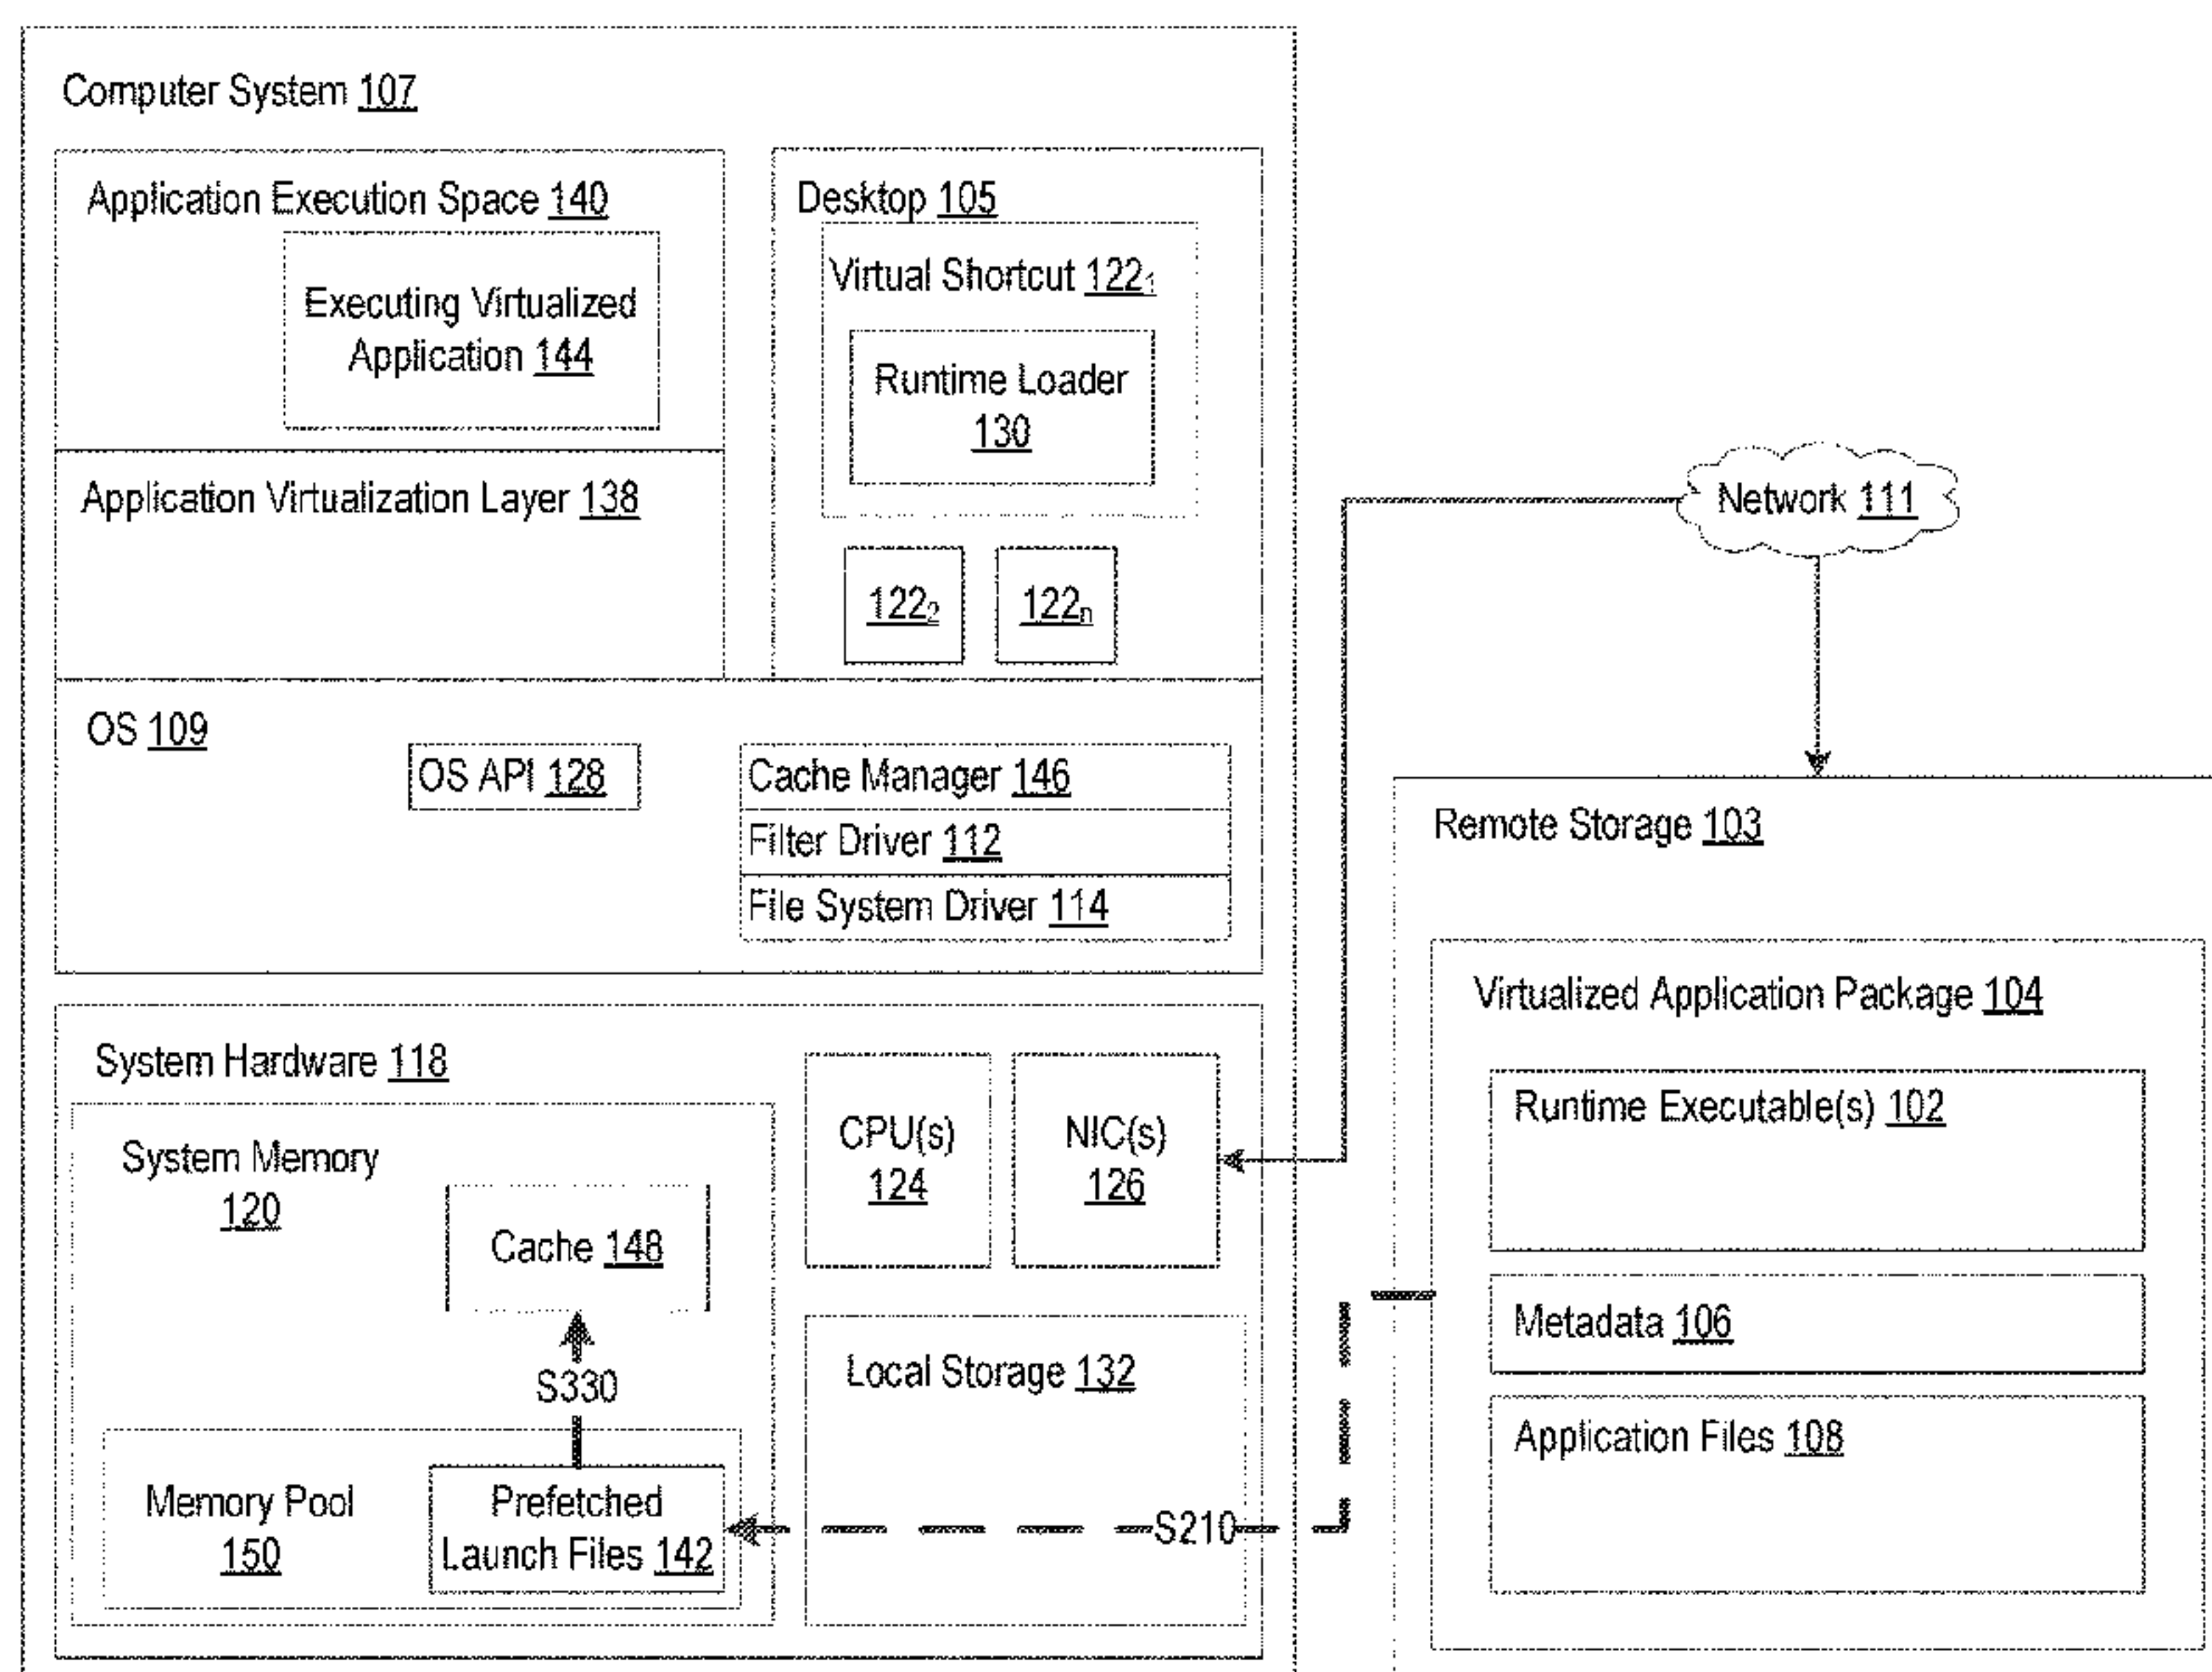 Computer System 107
Application Execution Space 140
Executing Virtualized
Application 144
Application Virtualization Layer 138
Desktop 105
Virtual Shortcut 122₁
Runtime Loader
130
122₂
122ₙ
OS 109
OS API 128
Cache Manager 146
Filter Driver 112
File System Driver 114
System Hardware 118
System Memory
120
Cache 148
S330
Memory Pool
150
Prefetched
Launch Files 142
CPU(s)
124
NIC(s)
126
Local Storage 132
S210
Network 111
Remote Storage 103
Virtualized Application Package 104
Runtime Executable(s) 102
Metadata 106
Application Files 108